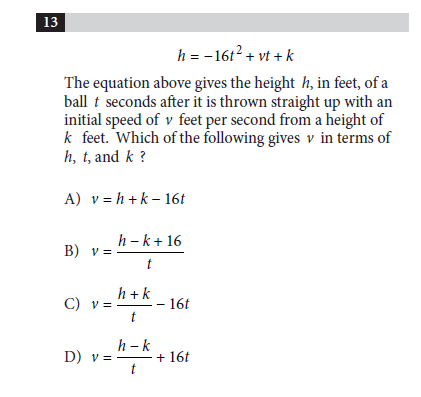 13
h = −16t² + vt + k
The equation above gives the height h, in feet, of a
ball t seconds after it is thrown straight up with an
initial speed of v feet per second from a height of
k feet. Which of the following gives v in terms of
h, t, and k ?
A) v = h + k − 16t
B) v = (h − k + 16)/t
C) v = (h + k)/t − 16t
D) v = (h − k)/t + 16t